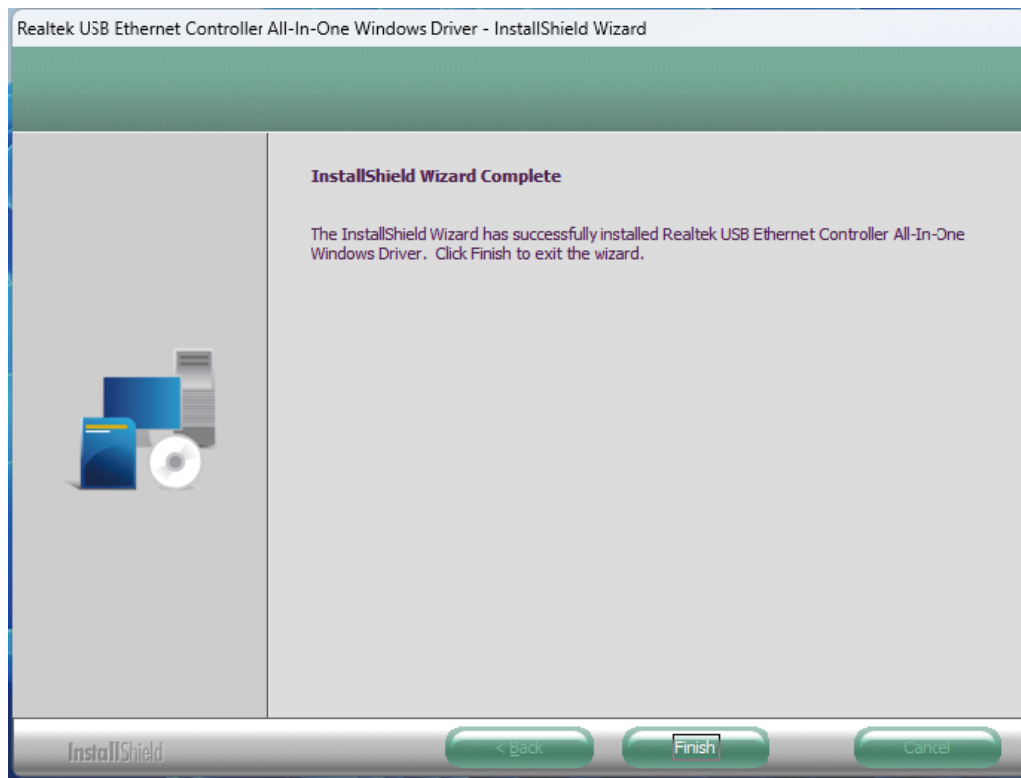 Realtek USB Ethernet Controller All-In-One Windows Driver - InstallShield Wizard
InstallShield Wizard Complete
The InstallShield Wizard has successfully installed Realtek USB Ethernet Controller All-In-One
Windows Driver. Click Finish to exit the wizard.
InstallShield
< Back
Finish
Cancel